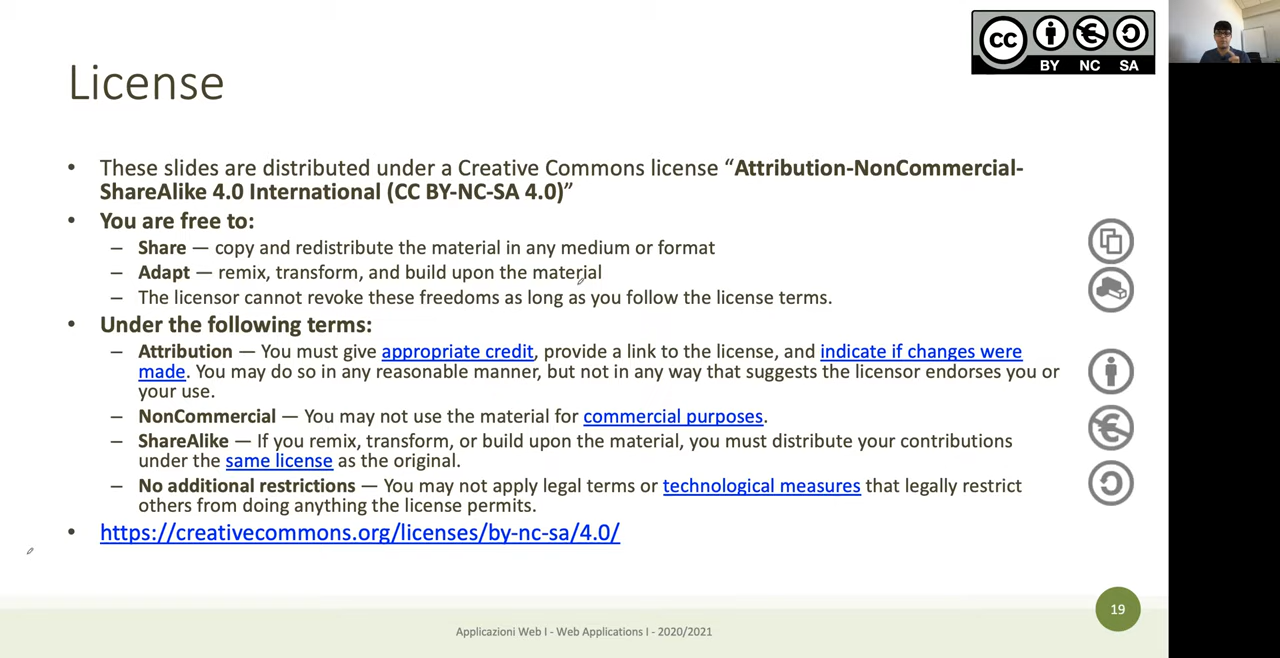 License
CC BY NC SA
• These slides are distributed under a Creative Commons license “Attribution-NonCommercial-
ShareAlike 4.0 International (CC BY-NC-SA 4.0)”
• You are free to:
– Share — copy and redistribute the material in any medium or format
– Adapt — remix, transform, and build upon the material
– The licensor cannot revoke these freedoms as long as you follow the license terms.
• Under the following terms:
– Attribution — You must give appropriate credit, provide a link to the license, and indicate if changes were
made. You may do so in any reasonable manner, but not in any way that suggests the licensor endorses you or
your use.
– NonCommercial — You may not use the material for commercial purposes.
– ShareAlike — If you remix, transform, or build upon the material, you must distribute your contributions
under the same license as the original.
– No additional restrictions — You may not apply legal terms or technological measures that legally restrict
others from doing anything the license permits.
• https://creativecommons.org/licenses/by-nc-sa/4.0/
19
Applicazioni Web I - Web Applications I - 2020/2021